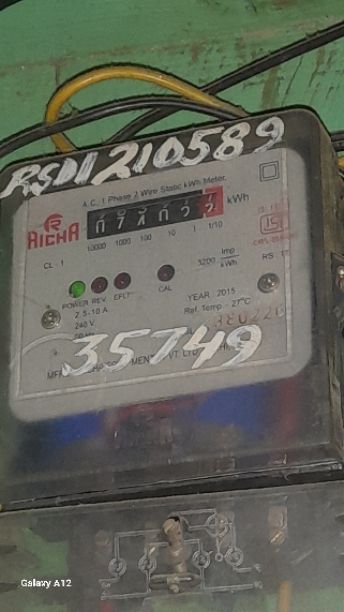 RSD1210589
A.C. 1 Phase 2 Wire Static kWh Meter
kWh
RICHA
10000 1000 100 10 1 1/10
CL : 1
3200 Imp/kWh
POWER REV EFLT CAL
2.5-10 A
YEAR 2015
240 V
Ref. Temp - 27°C
35749
Galaxy A12